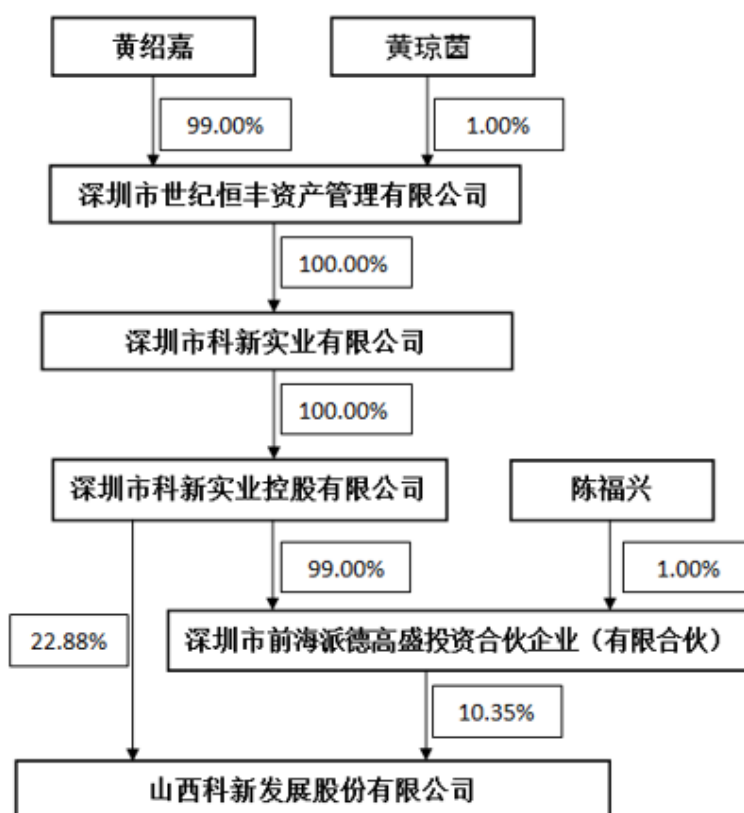 黄绍嘉
黄琼茵
99.00%
1.00%
深圳市世纪恒丰资产管理有限公司
100.00%
深圳市科新实业有限公司
100.00%
深圳市科新实业控股有限公司
陈福兴
99.00%
1.00%
22.88%
深圳市前海派德高盛投资合伙企业（有限合伙）
10.35%
山西科新发展股份有限公司